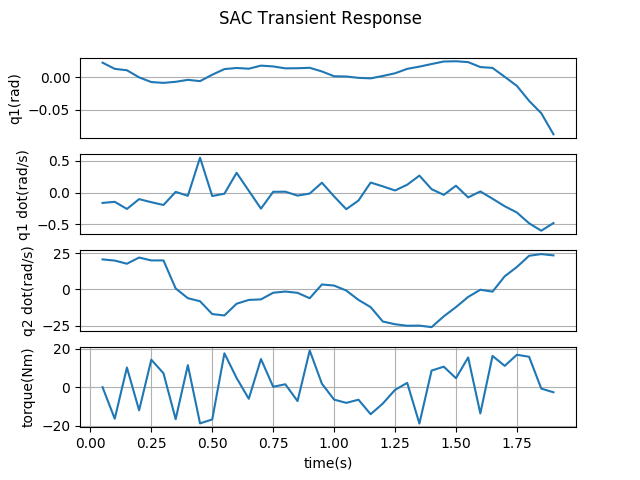 SAC Transient Response
q1(rad)
0.00
−0.05
q1 dot(rad/s)
0.5
0.0
−0.5
q2 dot(rad/s)
25
0
−25
torque(Nm)
20
0
−20
0.00 0.25 0.50 0.75 1.00 1.25 1.50 1.75
time(s)